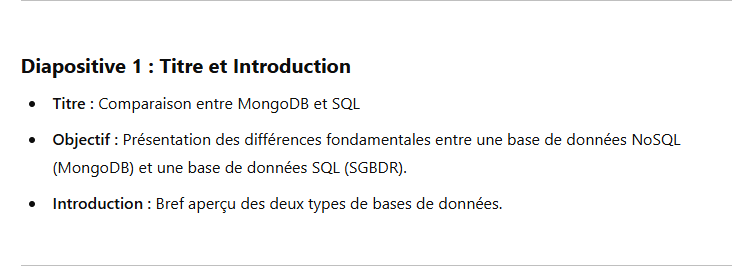 Diapositive 1 : Titre et Introduction
• Titre : Comparaison entre MongoDB et SQL
• Objectif : Présentation des différences fondamentales entre une base de données NoSQL
(MongoDB) et une base de données SQL (SGBDR).
• Introduction : Bref aperçu des deux types de bases de données.